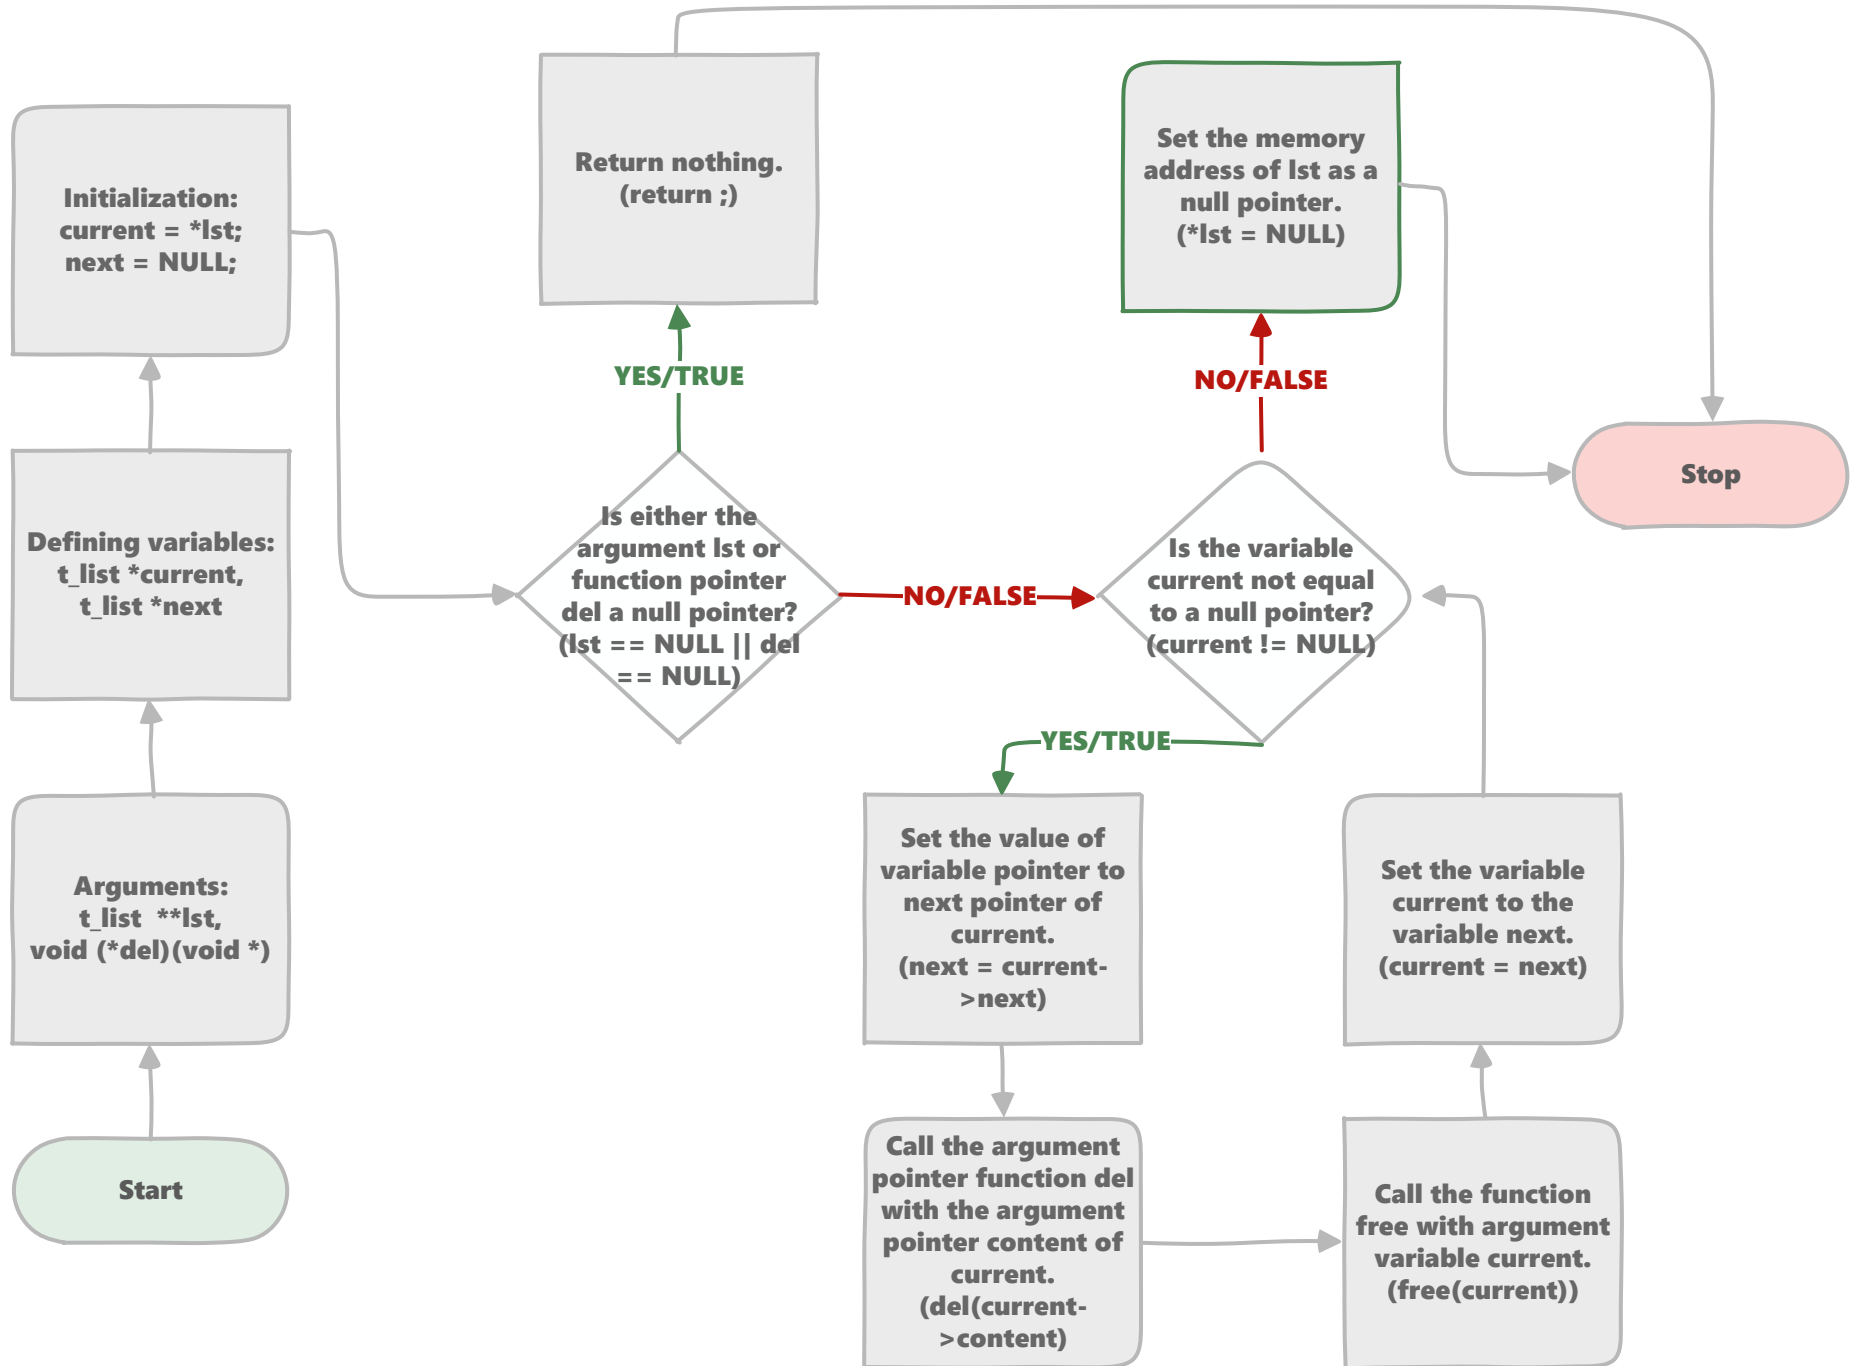 Start
Arguments:
t_list  **lst,
void (*del)(void *)
Defining variables:
t_list *current,
t_list *next
Initialization:
current = *lst;
next = NULL;
Is either the
argument lst or
function pointer
del a null pointer?
(lst == NULL || del
== NULL)
YES/TRUE
Return nothing.
(return ;)
NO/FALSE
Is the variable
current not equal
to a null pointer?
(current != NULL)
NO/FALSE
Set the memory
address of lst as a
null pointer.
(*lst = NULL)
YES/TRUE
Set the value of
variable pointer to
next pointer of
current.
(next = current-
>next)
Call the argument
pointer function del
with the argument
pointer content of
current.
(del(current-
>content)
Call the function
free with argument
variable current.
(free(current))
Set the variable
current to the
variable next.
(current = next)
Stop